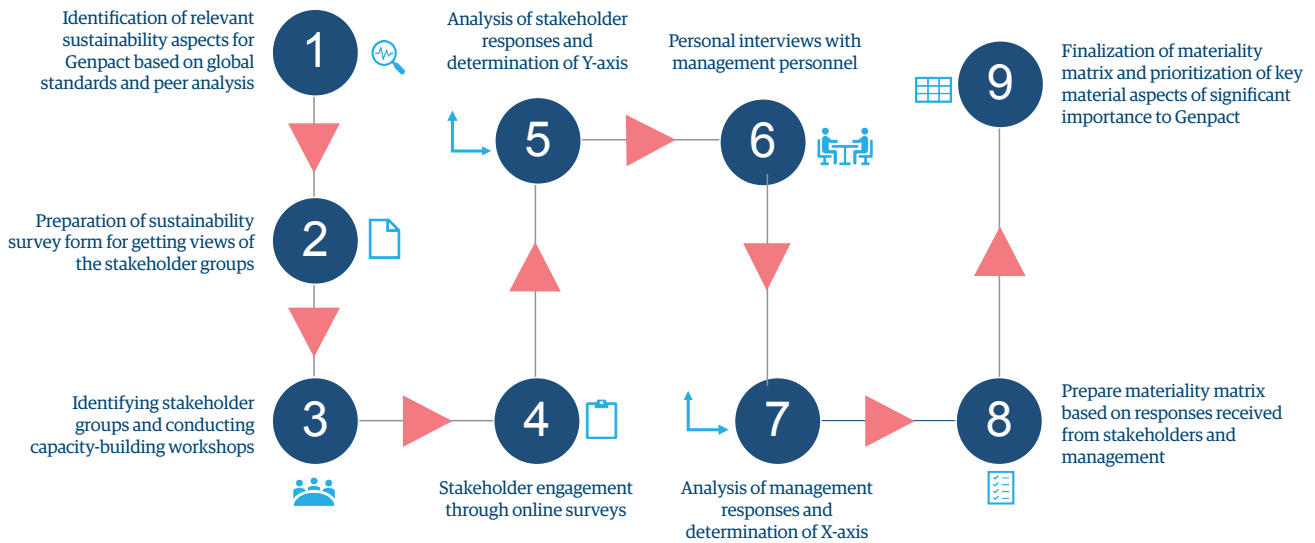 Identification of relevant
sustainability aspects for
Genpact based on global
standards and peer analysis
1
Preparation of sustainability
survey form for getting views of
the stakeholder groups
2
Identifying stakeholder
groups and conducting
capacity-building workshops
3
4
Stakeholder engagement
through online surveys
Analysis of stakeholder
responses and
determination of Y-axis
5
Personal interviews with
management personnel
6
7
Analysis of management
responses and
determination of X-axis
8
Prepare materiality matrix
based on responses received
from stakeholders and
management
9
Finalization of materiality
matrix and prioritization of key
material aspects of significant
importance to Genpact